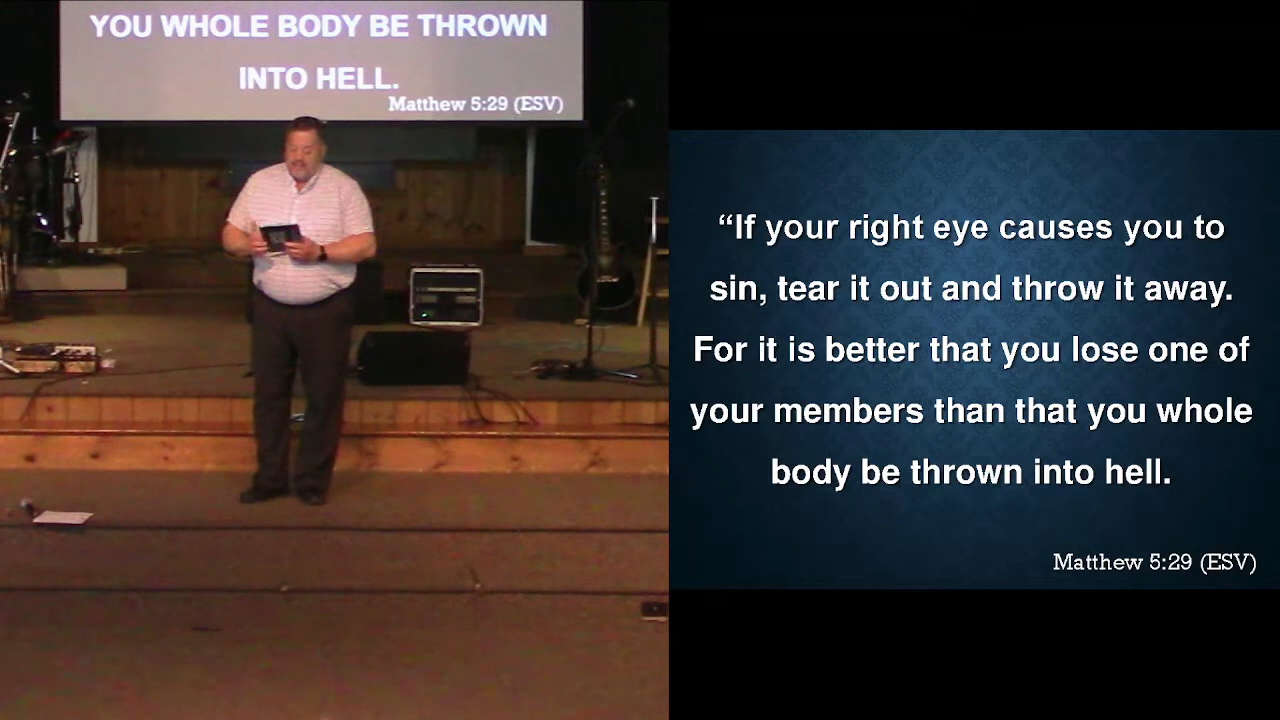 YOU WHOLE BODY BE THROWN
INTO HELL.
Matthew 5:29 (ESV)
“If your right eye causes you to
sin, tear it out and throw it away.
For it is better that you lose one of
your members than that you whole
body be thrown into hell.
Matthew 5:29 (ESV)